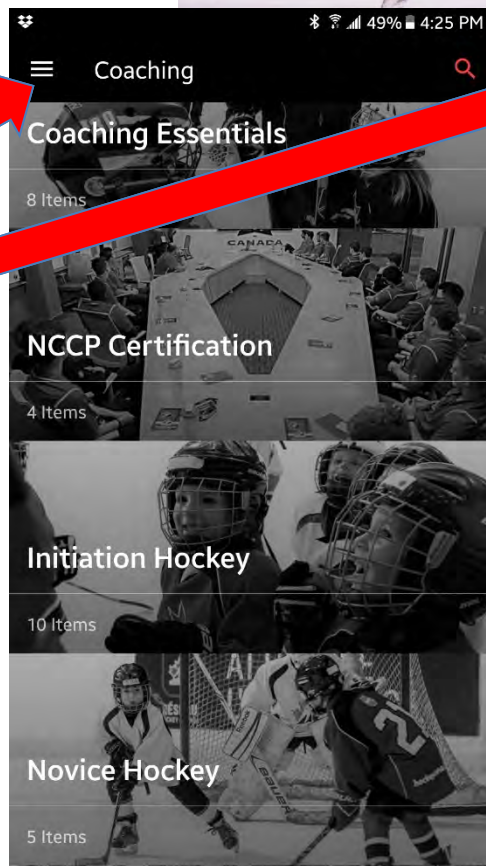 49% 4:25 PM
Coaching
Coaching Essentials
8 Items
CANADA
NCCP Certification
4 Items
Initiation Hockey
10 Items
Novice Hockey
5 Items